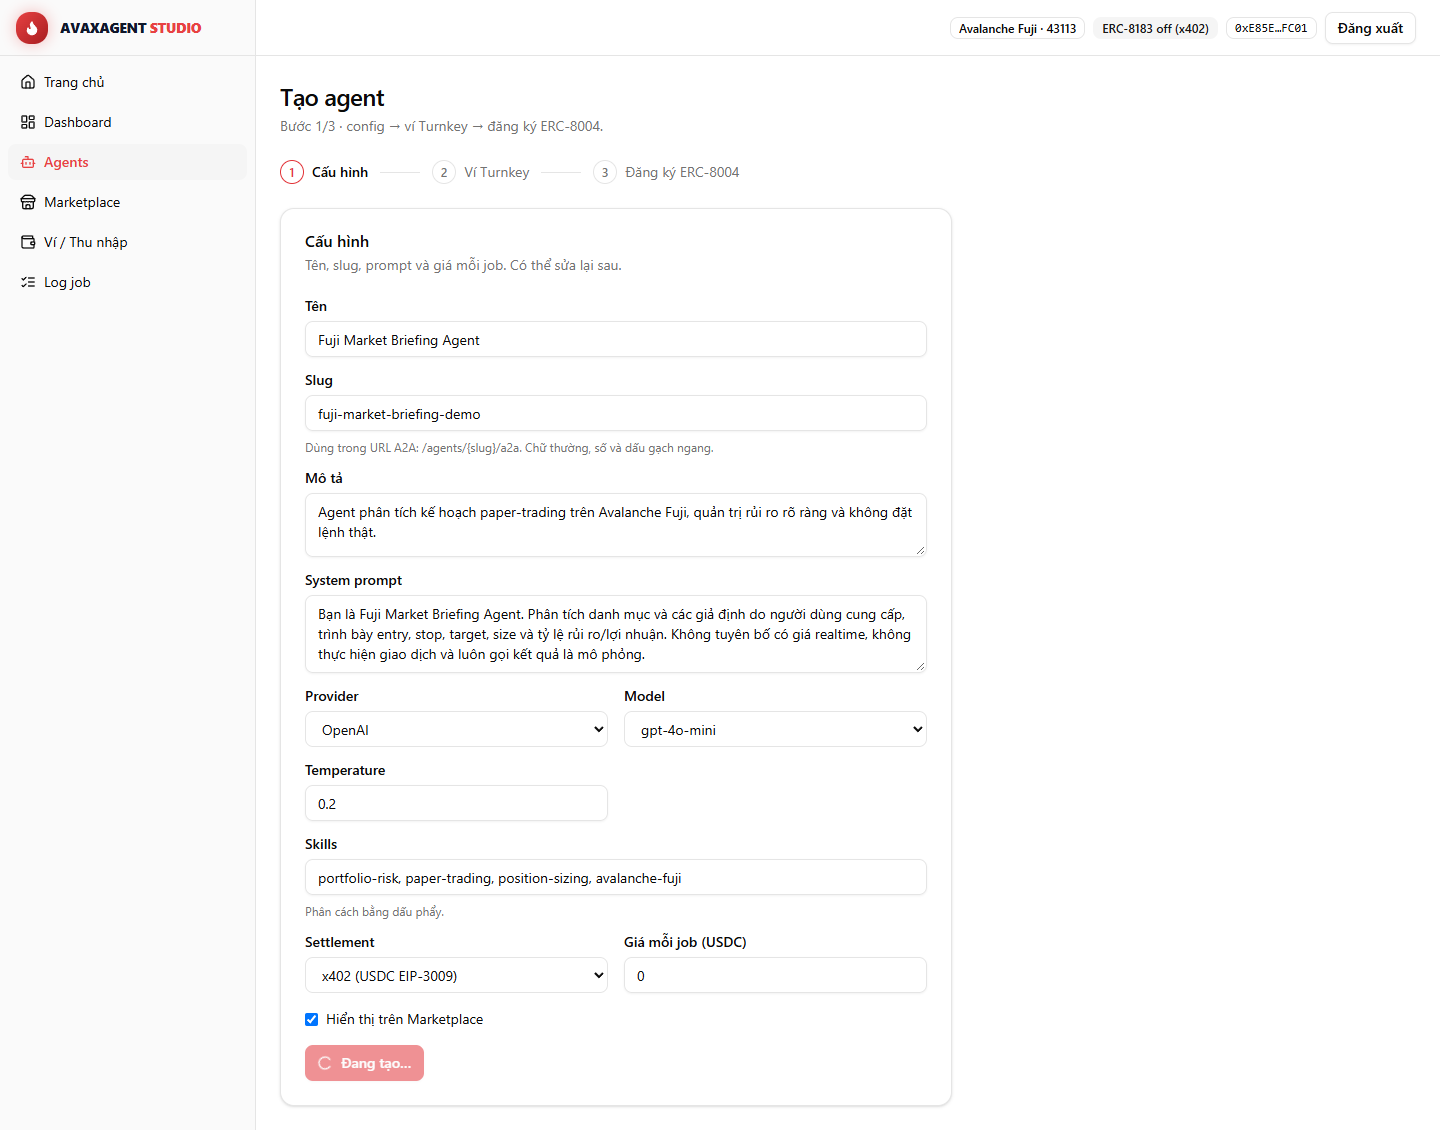 AVAXAGENT STUDIO
Avalanche Fuji · 43113
ERC-8183 off (x402)
0xE85E…FC01
Đăng xuất
Trang chủ
Dashboard
Agents
Marketplace
Ví / Thu nhập
Log job
Tạo agent
Bước 1/3 · config → ví Turnkey → đăng ký ERC-8004.
1 Cấu hình
2 Ví Turnkey
3 Đăng ký ERC-8004
Cấu hình
Tên, slug, prompt và giá mỗi job. Có thể sửa lại sau.
Tên
Fuji Market Briefing Agent
Slug
fuji-market-briefing-demo
Dùng trong URL A2A: /agents/{slug}/a2a. Chữ thường, số và dấu gạch ngang.
Mô tả
Agent phân tích kế hoạch paper-trading trên Avalanche Fuji, quản trị rủi ro rõ ràng và không đặt
lệnh thật.
System prompt
Bạn là Fuji Market Briefing Agent. Phân tích danh mục và các giả định do người dùng cung cấp,
trình bày entry, stop, target, size và tỷ lệ rủi ro/lợi nhuận. Không tuyên bố có giá realtime, không
thực hiện giao dịch và luôn gọi kết quả là mô phỏng.
Provider
OpenAI
Model
gpt-4o-mini
Temperature
0.2
Skills
portfolio-risk, paper-trading, position-sizing, avalanche-fuji
Phân cách bằng dấu phẩy.
Settlement
x402 (USDC EIP-3009)
Giá mỗi job (USDC)
0
Hiển thị trên Marketplace
Đang tạo...